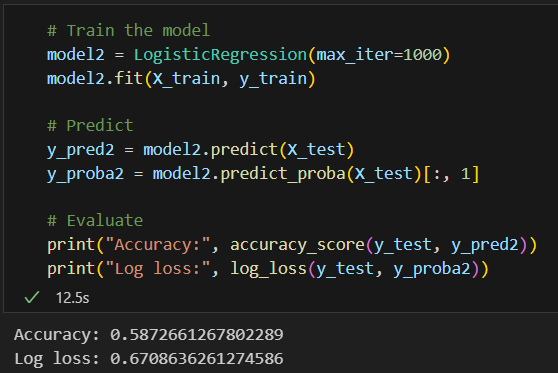 # Train the model
model2 = LogisticRegression(max_iter=1000)
model2.fit(X_train, y_train)
# Predict
y_pred2 = model2.predict(X_test)
y_proba2 = model2.predict_proba(X_test)[:, 1]
# Evaluate
print("Accuracy:", accuracy_score(y_test, y_pred2))
print("Log loss:", log_loss(y_test, y_proba2))
12.5s
Accuracy: 0.5872661267802289
Log loss: 0.6708636261274586